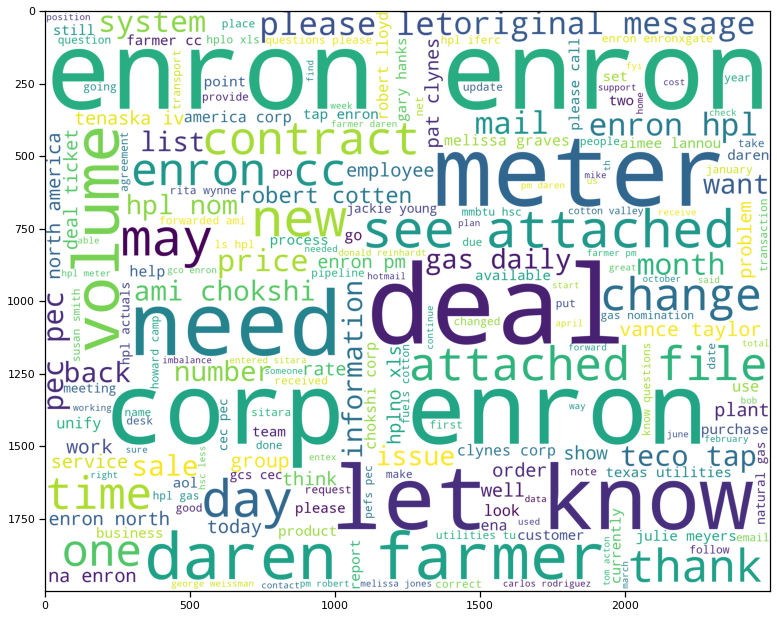 0
position
system
please let
original message
still
place
question
farmer cc
hplo xls
questions please
robert lloyd
gary hanks
hpl iferc
enron enronxgate
enron enron
going
transport
point
provide
find
week
net
pat clynes
update
please call
fyi
set
support
two
home
cost
year
250
tenaska iv
america corp
tap enron
farmer daren
mail
enron hpl
check
list
contract
melissa graves
people
aimee lannou
take
500
north america
deal ticket
volume
agreement
enron cc
pop
employee
meter
pm daren
us
mike
th
daren
january
want
rita wynne
robert cotten
jackie young
mmbtu hsc
cotton valley
receive
hpl nom
forwarded ami
new
go
see attached
problem
transaction
750
able
may
ls hpl
process
needed
donald reinhardt
plan
due
farmer pm
great
october
said
month
price
enron pm
gas daily
available
hpl meter
help
gco enron
pipeline
hotmail
start
put
change
ami chokshi
information
deal
1000
pec pec
susan smith
hpl actuals
need
continue
changed
april
gas nomination
vance taylor
howard camp
imbalance
entered sitara
forward
total
1250
back
number
someone
rate
received
chokshi corp
hplno xls
fuels cotton
attached file
know questions
date
use
bob
meeting
working
name
desk
sitara
corp
enron
way
first
june
plant
purchase
february
unify
cec pec
team
done
1500
work
sure
entex
issue
clynes corp
show
teco tap
natural gas
service
right
sale
hsc less
group
gcs cec
think
pefs pec
make
order
note
texas utilities
time
aol
hpl gas
good
day
request
please
let know
well
look
data
used
1750
enron north
today
ena
customer
business
product
utilities tu
julie meyers
email
one
daren farmer
report
currently
tom acton
march
follow
thank
na enron
george weissman
contact
pm robert
melissa jones
correct
carlos rodriguez
0 500 1000 1500 2000